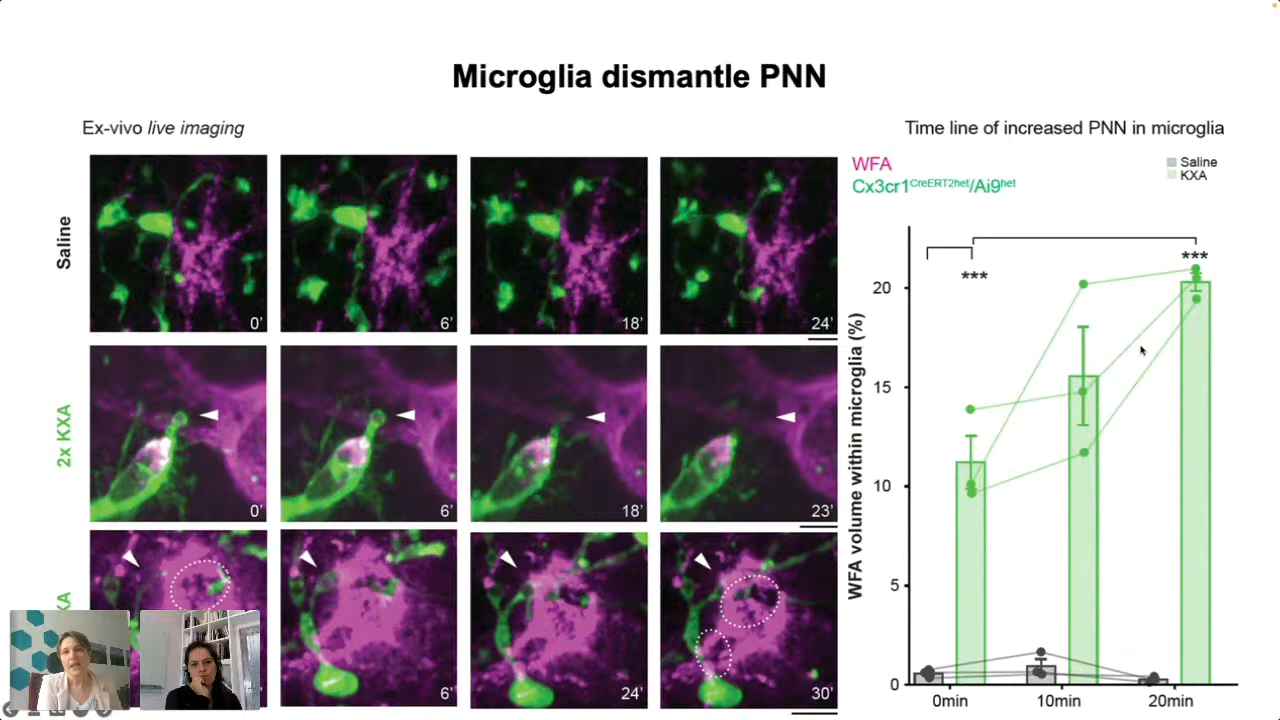 Microglia dismantle PNN
Ex-vivo live imaging
Time line of increased PNN in microglia
WFA
Cx3cr1CreERT2het/Ai9het
Saline
KXA
Saline
0’
6’
18’
24’
2x KXA
0’
6’
18’
23’
KXA
6’
24’
30’
WFA volume within microglia (%)
20
15
10
5
0
***
***
0min
10min
20min